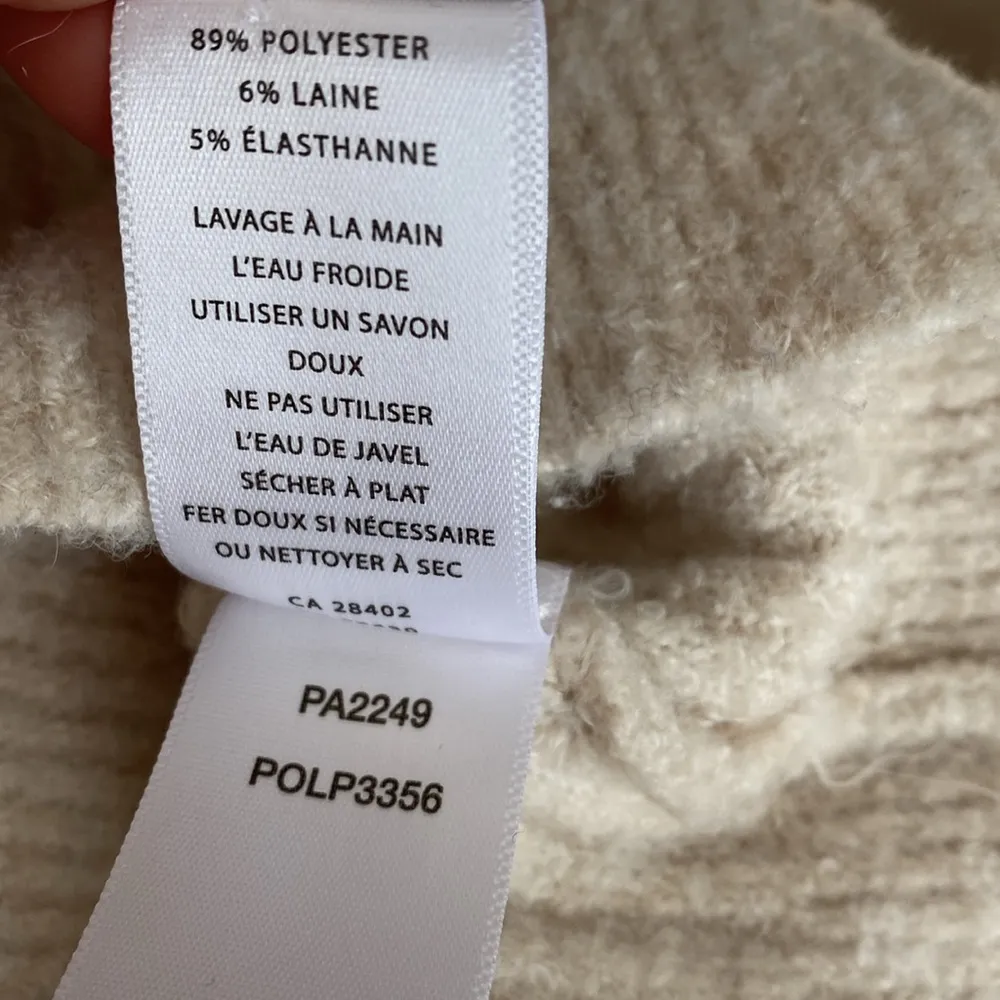 89% POLYESTER
6% LAINE
5% ÉLASTHANNE
LAVAGE À LA MAIN
L'EAU FROIDE
UTILISER UN SAVON
DOUX
NE PAS UTILISER
L'EAU DE JAVEL
SÉCHER À PLAT
FER DOUX SI NÉCESSAIRE
OU NETTOYER À SEC
CA 28402
PA2249
POLP3356